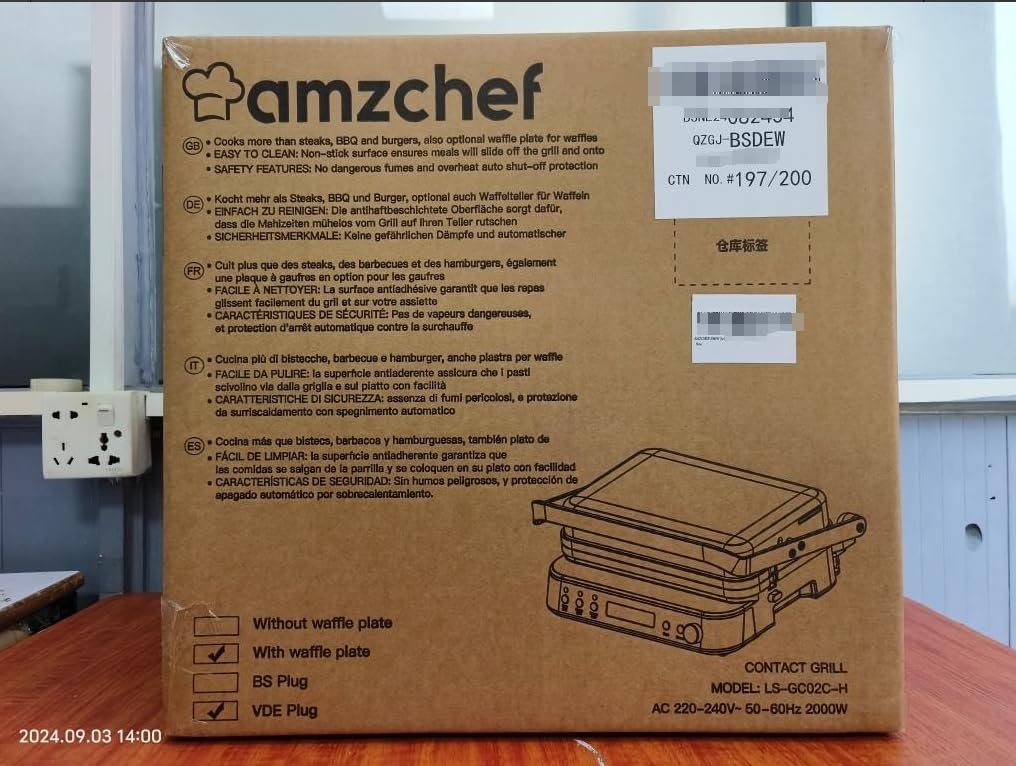 amzchef
GB • Cooks more than steaks, BBQ and burgers, also optional waffle plate for waffles
• EASY TO CLEAN: Non-stick surface ensures meals will slide off the grill and onto
• SAFETY FEATURES: No dangerous fumes and overheat auto shut-off protection
DE • Kocht mehr als Steaks, BBQ und Burger, optional auch Waffelteller für Waffeln
• EINFACH ZU REINIGEN: Die antihaftbeschichtete Oberfläche sorgt dafür,
dass die Mahlzeiten mühelos vom Grill auf Ihren Teller rutschen
• SICHERHEITSMERKMALE: Keine gefährlichen Dämpfe und automatischer
FR • Cuit plus que des steaks, des barbecues et des hamburgers, également
une plaque à gaufres en option pour les gaufres
• FACILE À NETTOYER: La surface antiadhésive garantit que les repas
glissent facilement du gril et sur votre assiette
• CARACTÉRISTIQUES DE SÉCURITÉ: Pas de vapeurs dangereuses,
et protection d'arrêt automatique contre la surchauffe
IT • Cucina più di bistecche, barbecue e hamburger, anche piastra per waffle
• FACILE DA PULIRE: la superficie antiaderente assicura che i pasti
scivolino via dalla griglia e sul piatto con facilità
• CARATTERISTICHE DI SICUREZZA: assenza di fumi pericolosi, e protezione
da surriscaldamento con spegnimento automatico
ES • Cocina más que bistecs, barbacoa y hamburguesas, también plato de
• FÁCIL DE LIMPIAR: la superficie antiadherente garantiza que
las comidas se salgan de la parrilla y se coloquen en su plato con facilidad
• CARACTERÍSTICAS DE SEGURIDAD: Sin humos peligrosos, y protección de
apagado automático por sobrecalentamiento.
QZGJ-BSDEW
CTN NO.#197/200
仓库标签
Without waffle plate
✓ With waffle plate
BS Plug
✓ VDE Plug
CONTACT GRILL
MODEL: LS-GC02C-H
AC 220-240V~ 50-60Hz 2000W
2024.09.03 14:00